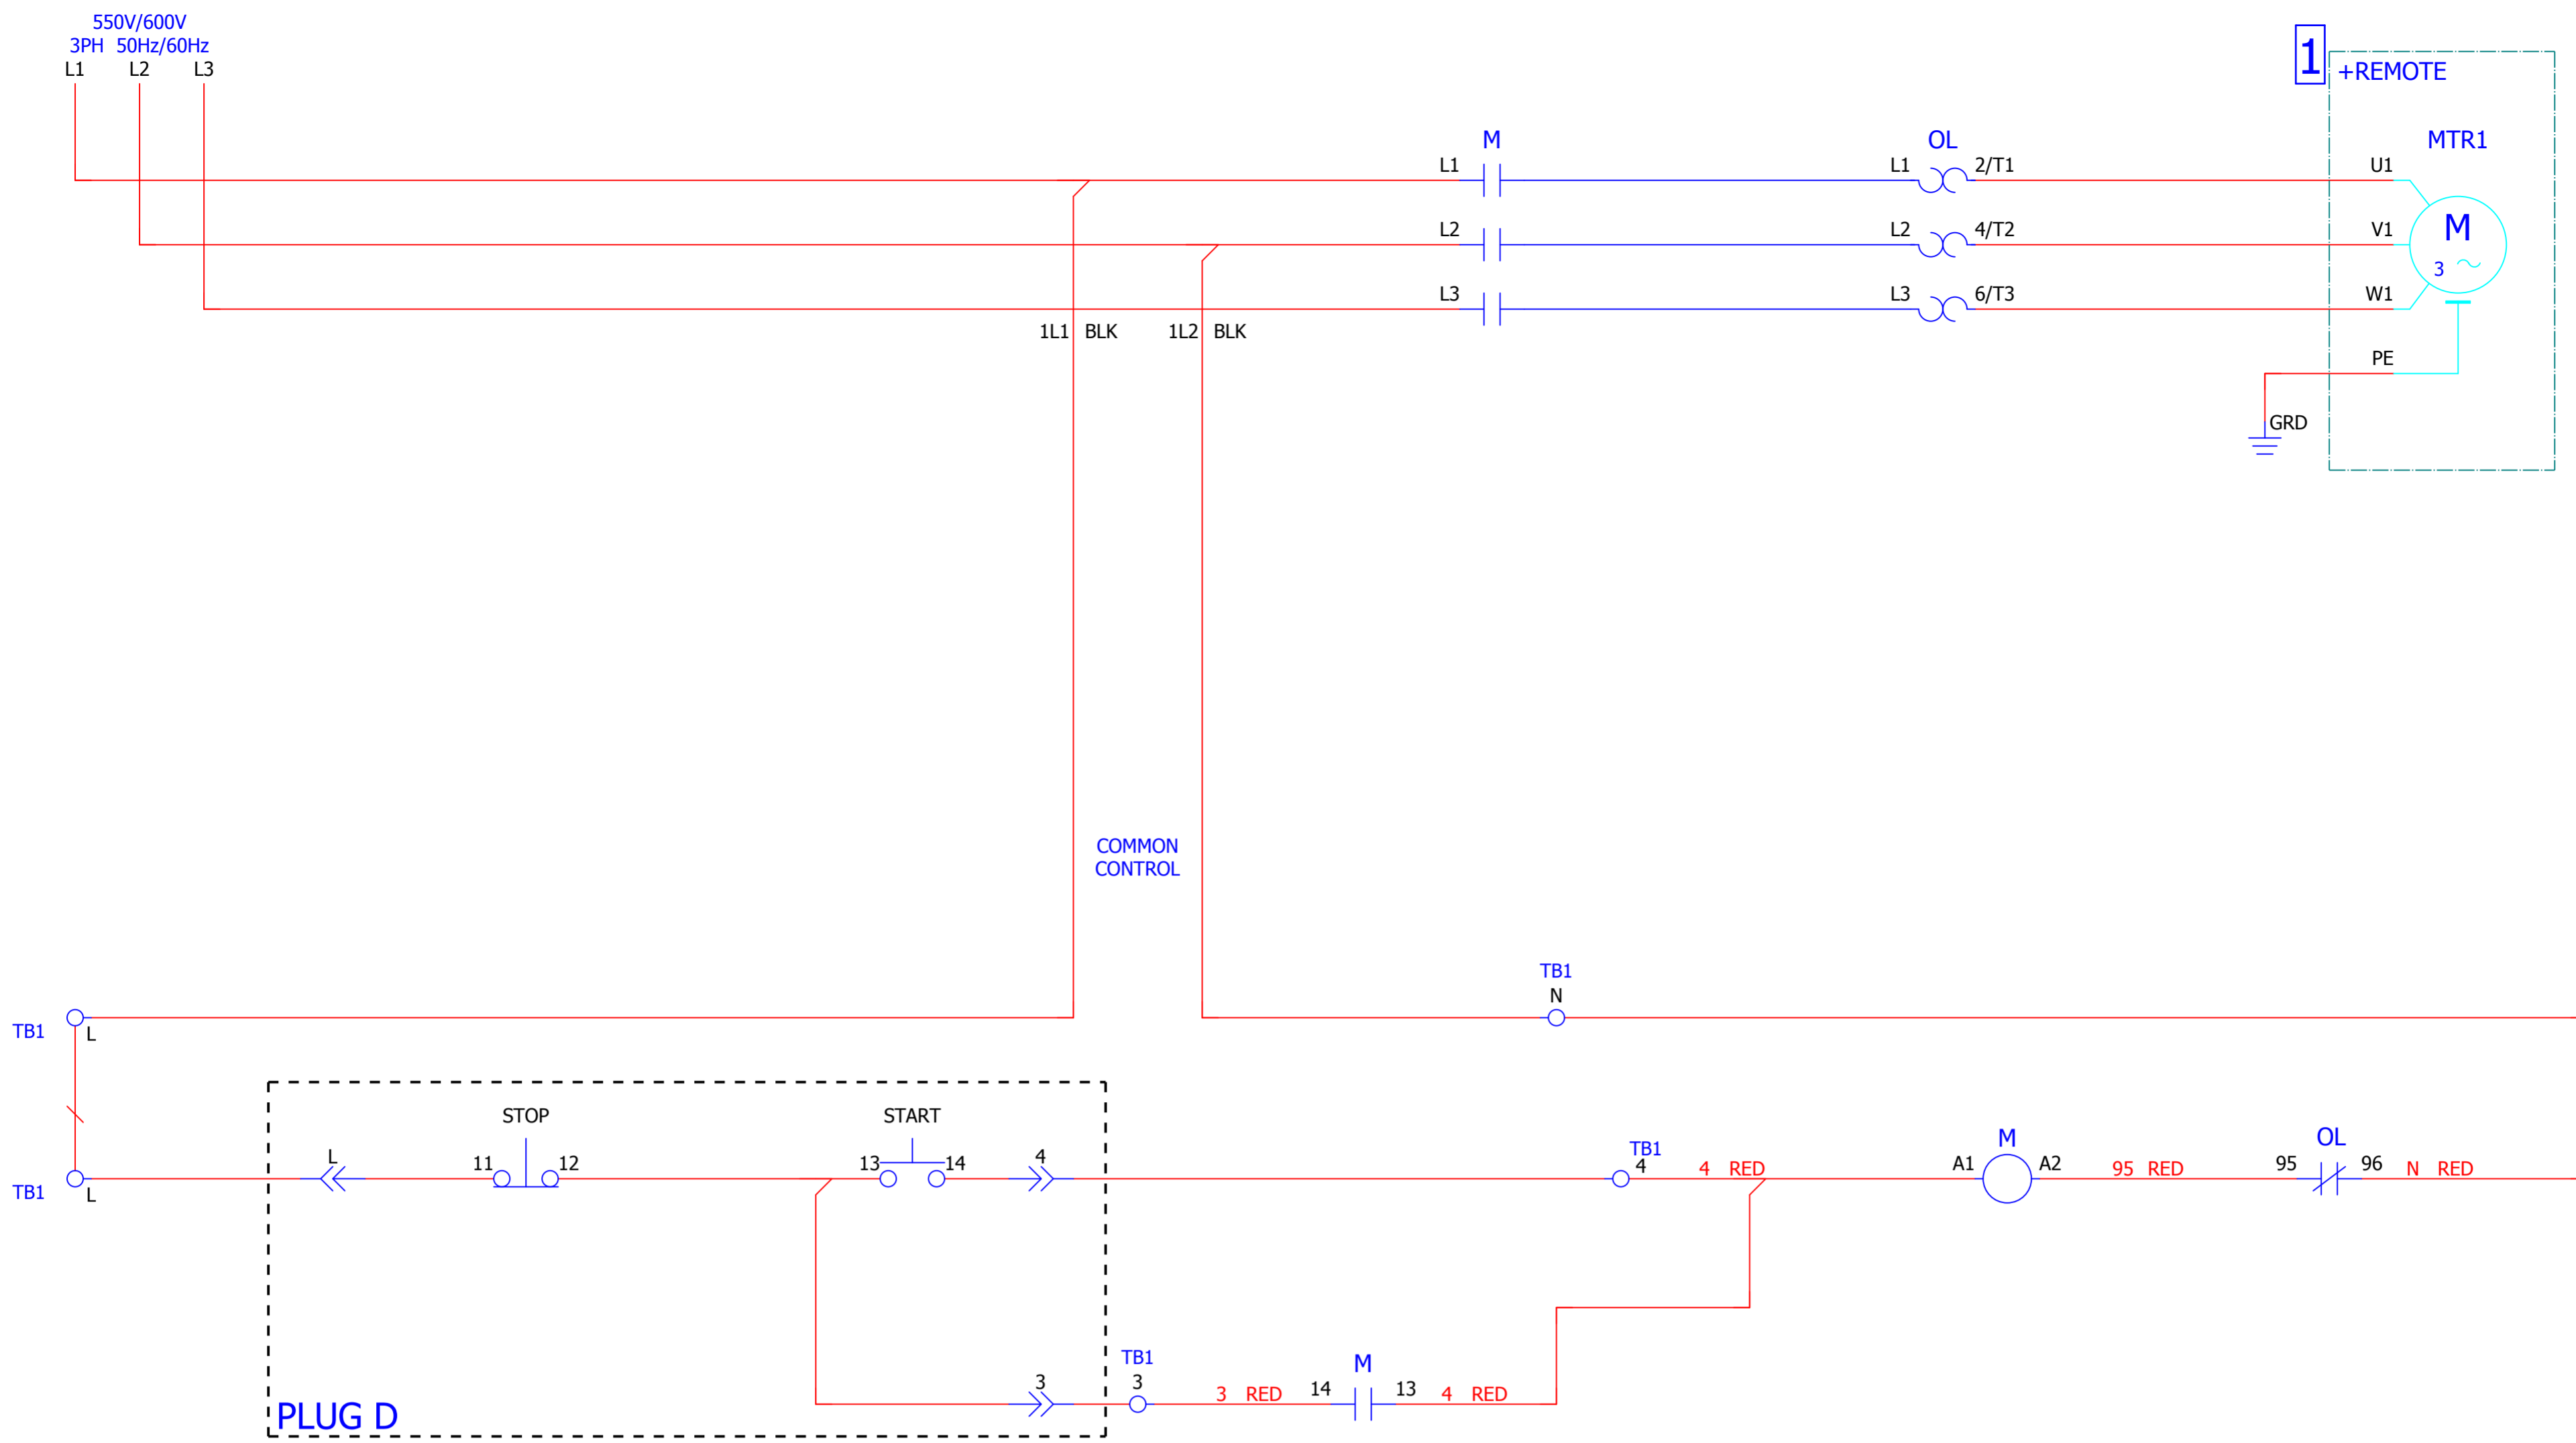 550V/600V
3PH 50Hz/60Hz
L1 L2 L3
1
+REMOTE
M OL MTR1
L1 L1 2/T1 U1
L2 L2 4/T2 V1
M
3
L3 L3 6/T3 W1
1L1 BLK 1L2 BLK
PE
GRD
COMMON
CONTROL
TB1
N
TB1 L
STOP START
L 11 12 13 14 4
TB1 L
TB1
4 4 RED
M
A1 A2 95 RED
OL
95 96 N RED
TB1
3 3 3 RED
M
14 13 4 RED
PLUG D